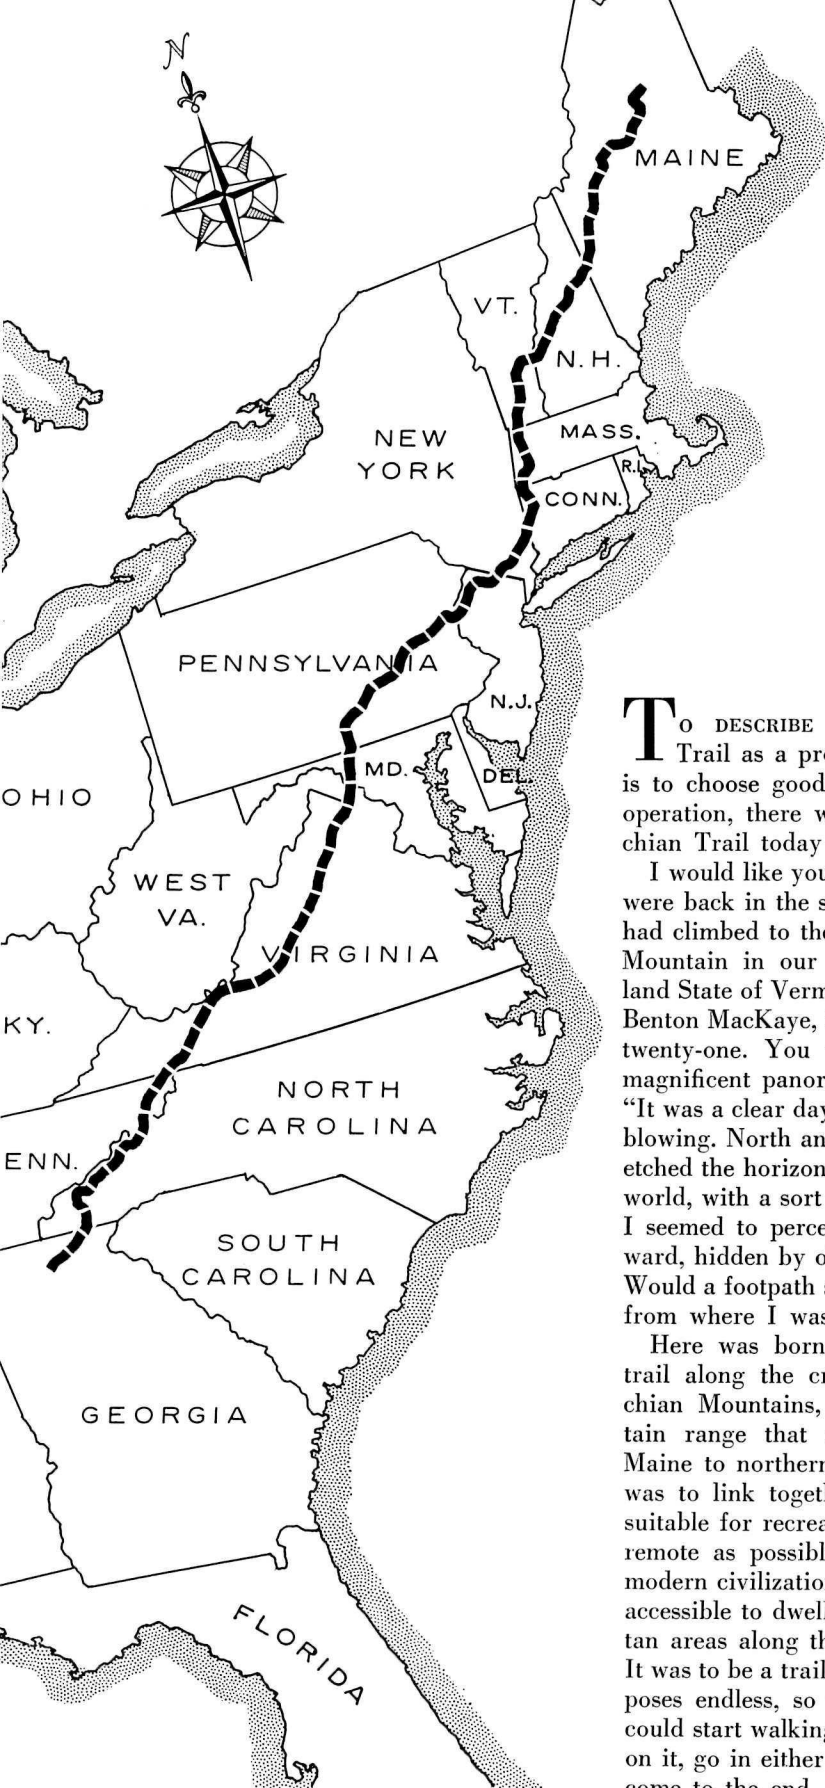 N
MAINE
VT.
N.H.
NEW
YORK
MASS.
R.I.
CONN.
PENNSYLVANIA
N.J.
MD.
DEL.
OHIO
WEST
VA.
VIRGINIA
KY.
NORTH
CAROLINA
ENN.
SOUTH
CAROLINA
GEORGIA
FLORIDA
TO DESCRIBE
Trail as a pr
is to choose good
operation, there w
chian Trail today
I would like you
were back in the s
had climbed to the
Mountain in our
land State of Verm
Benton MacKaye,
twenty-one. You
magnificent panor
“It was a clear day
blowing. North an
etched the horizon
world, with a sort
I seemed to perce
ward, hidden by o
Would a footpath
from where I was
Here was born
trail along the cr
chian Mountains,
tain range that
Maine to northern
was to link toget
suitable for recrea
remote as possibl
modern civilizatio
accessible to dwell
tan areas along th
It was to be a trail
poses endless, so
could start walking
on it, go in either
come to the end